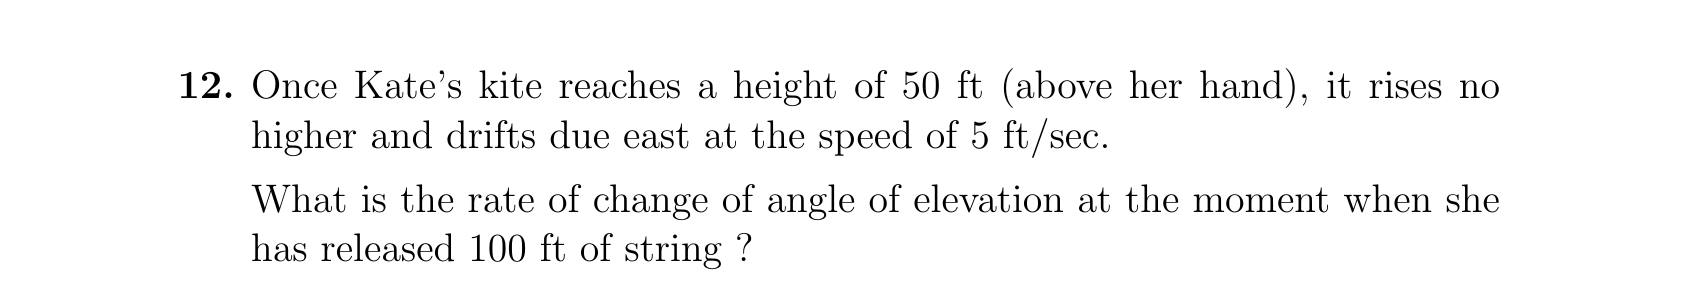 12. Once Kate's kite reaches a height of 50 ft (above her hand), it rises no
higher and drifts due east at the speed of 5 ft/sec.
What is the rate of change of angle of elevation at the moment when she
has released 100 ft of string ?